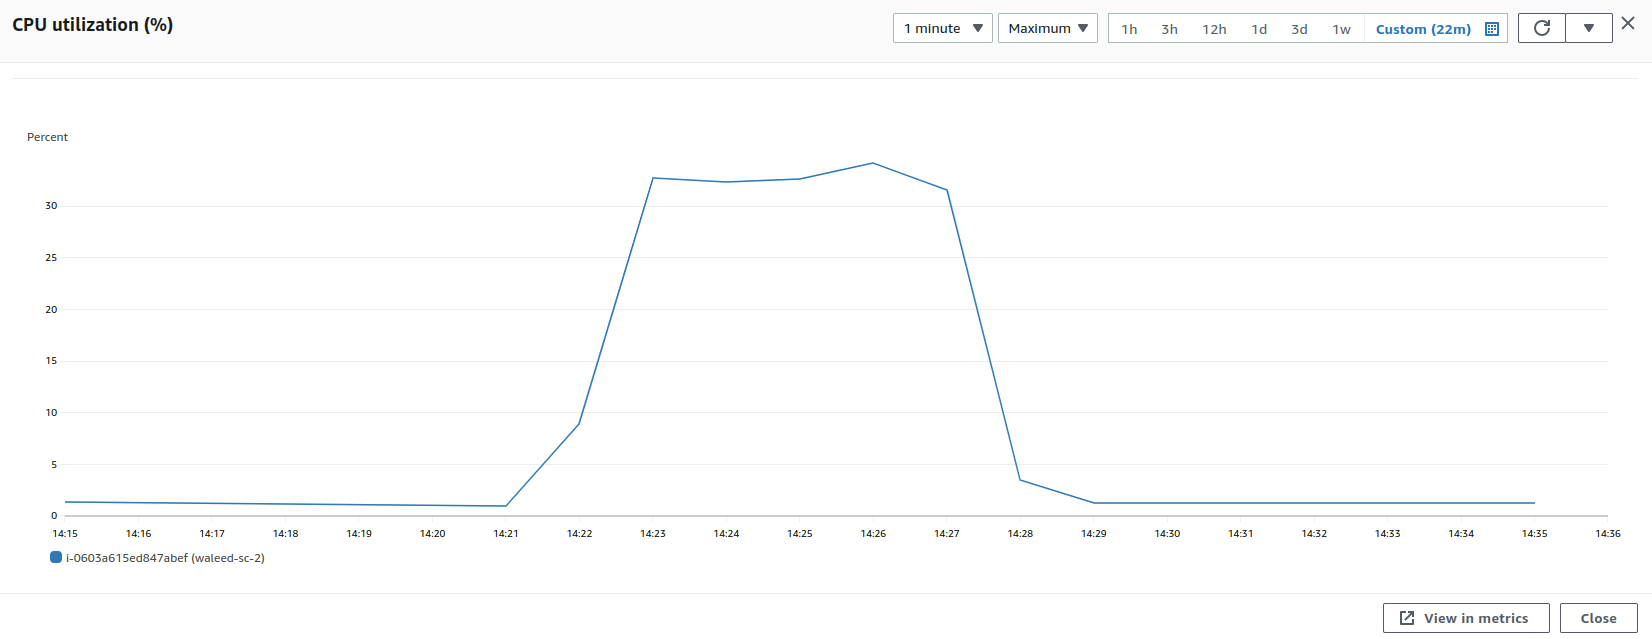 CPU utilization (%)
1 minute Maximum 1h 3h 12h 1d 3d 1w Custom (22m)
Percent
30
25
20
15
10
5
0
14:15 14:16 14:17 14:18 14:19 14:20 14:21 14:22 14:23 14:24 14:25 14:26 14:27 14:28 14:29 14:30 14:31 14:32 14:33 14:34 14:35 14:36
i-0603a615ed847abef (waleed-sc-2)
View in metrics Close